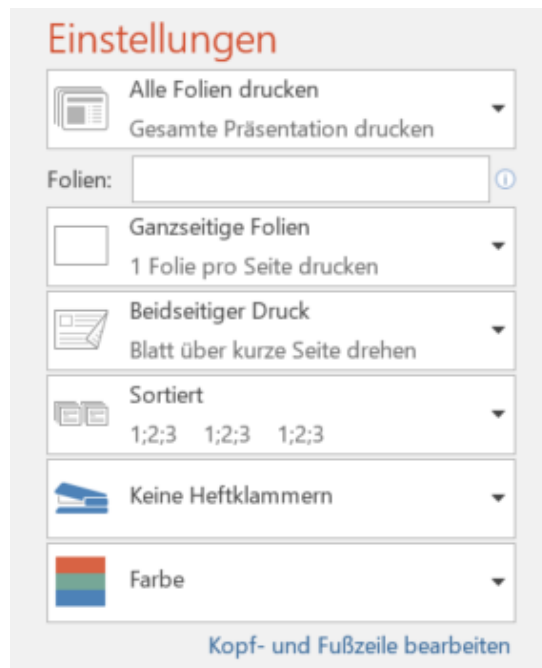 Einstellungen
Alle Folien drucken
Gesamte Präsentation drucken
Folien:
Ganzseitige Folien
1 Folie pro Seite drucken
Beidseitiger Druck
Blatt über kurze Seite drehen
Sortiert
1;2;3 1;2;3 1;2;3
Keine Heftklammern
Farbe
Kopf- und Fußzeile bearbeiten